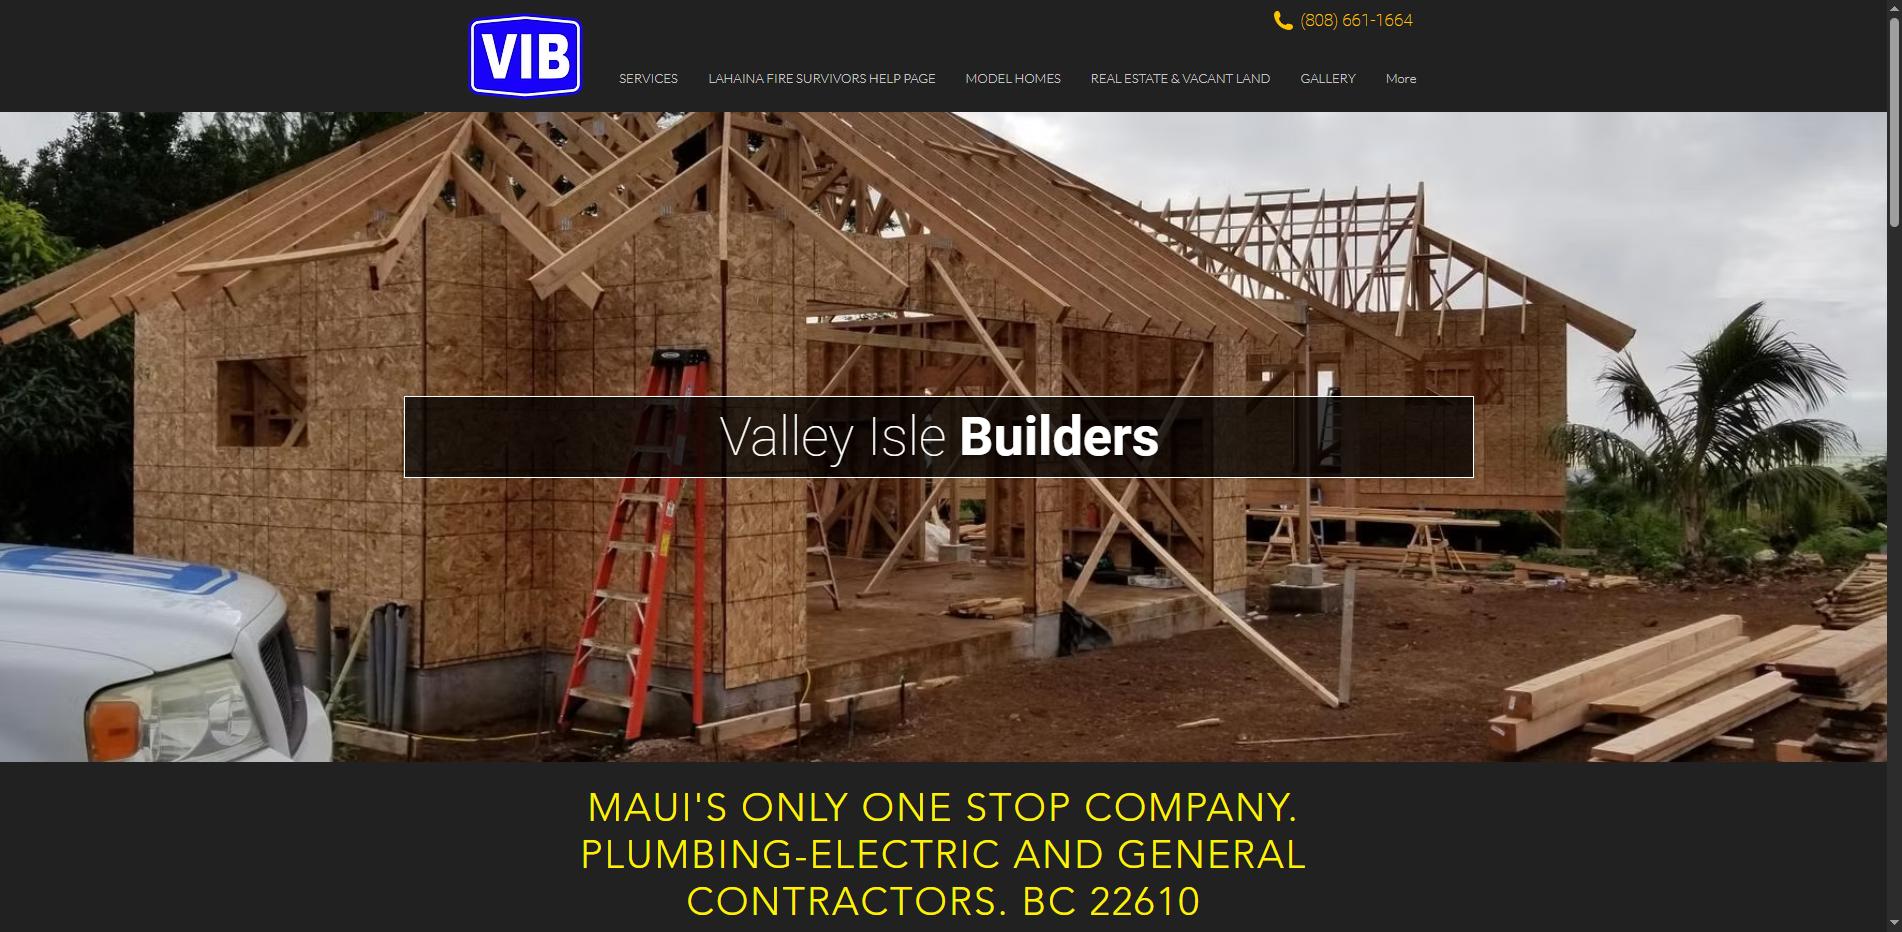 (808) 661-1664
VIB
SERVICES
LAHAINA FIRE SURVIVORS HELP PAGE
MODEL HOMES
REAL ESTATE & VACANT LAND
GALLERY
More
Valley Isle Builders
MAUI'S ONLY ONE STOP COMPANY.
PLUMBING-ELECTRIC AND GENERAL
CONTRACTORS. BC 22610